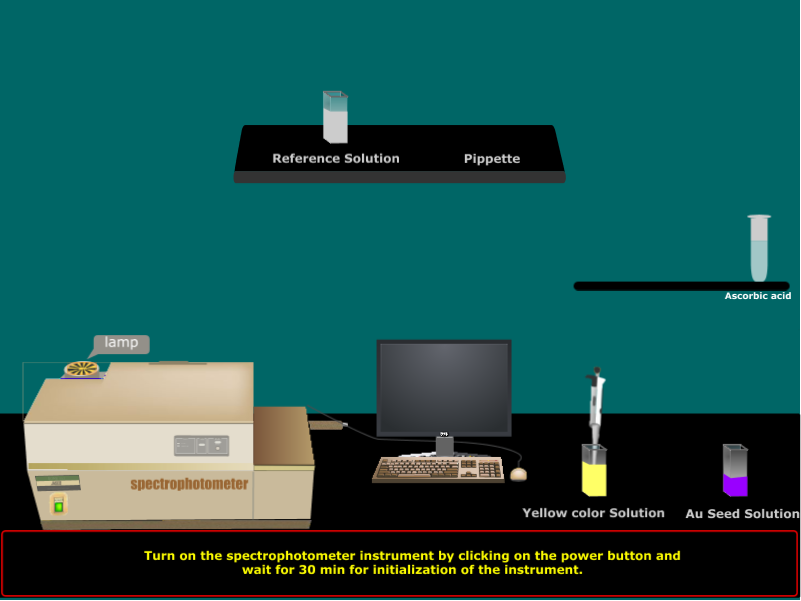 Reference Solution
Pippette
Ascorbic acid
lamp
spectrophotometer
Yellow color Solution
Au Seed Solution
Turn on the spectrophotometer instrument by clicking on the power button and
wait for 30 min for initialization of the instrument.